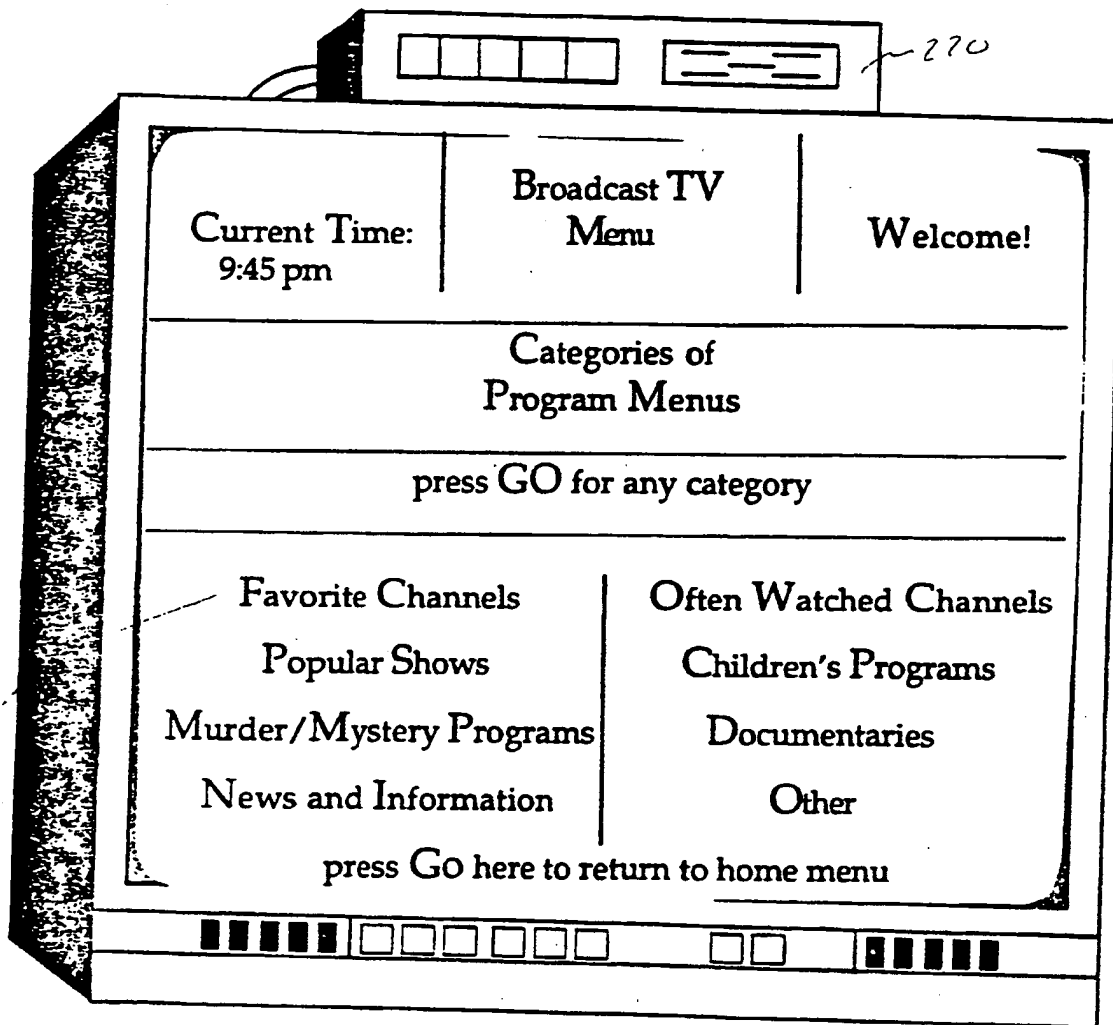 220
Broadcast TV
Menu
Current Time:
9:45 pm
Welcome!
Categories of
Program Menus
press GO for any category
Favorite Channels
Often Watched Channels
Popular Shows
Children's Programs
Murder/Mystery Programs
Documentaries
News and Information
Other
press Go here to return to home menu